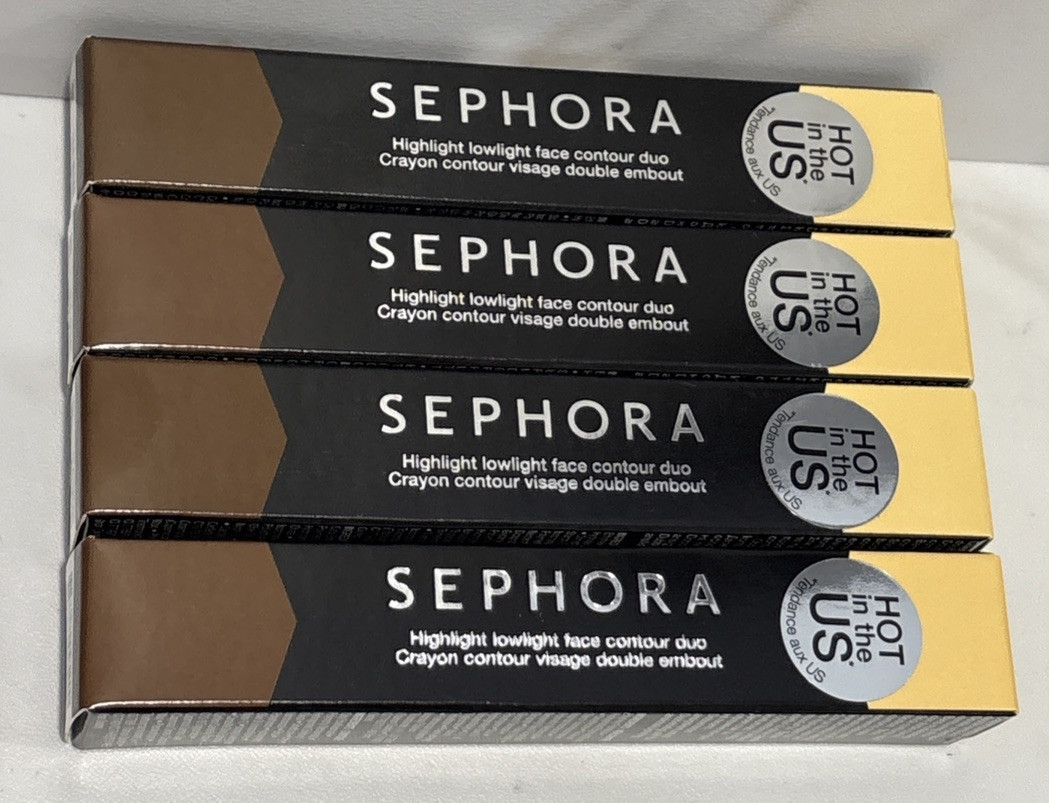 SEPHORA
Highlight lowlight face contour duo
Crayon contour visage double embout
HOT
in the
US*
*Tendance aux US
SEPHORA
Highlight lowlight face contour duo
Crayon contour visage double embout
HOT
in the
US*
*Tendance aux US
SEPHORA
Highlight lowlight face contour duo
Crayon contour visage double embout
HOT
in the
US*
*Tendance aux US
SEPHORA
Highlight lowlight face contour duo
Crayon contour visage double embout
HOT
in the
US*
*Tendance aux US